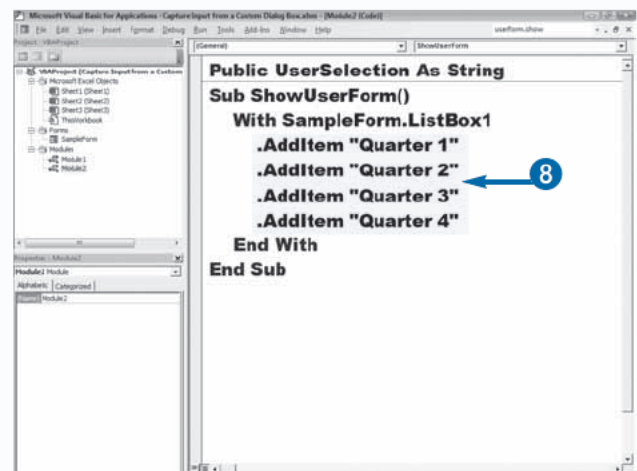 Microsoft Visual Basic for Applications - Capture Input from a Custom Dialog Box.xlsm - [Module2 (Code)]
File Edit View Insert Format Debug Run Tools Add-Ins Window Help
userform.show
Project - VBAProject
(General)
ShowUserForm
VBAProject (Capture Input from a Custom
Microsoft Excel Objects
Sheet1 (Sheet1)
Sheet2 (Sheet2)
Sheet3 (Sheet3)
ThisWorkbook
Forms
SampleForm
Modules
Module1
Module2
Public UserSelection As String
Sub ShowUserForm()
With SampleForm.ListBox1
.AddItem "Quarter 1"
.AddItem "Quarter 2"
.AddItem "Quarter 3"
.AddItem "Quarter 4"
End With
End Sub
8
Properties - Module2
Module2 Module
Alphabetic Categorized
(Name) Module2